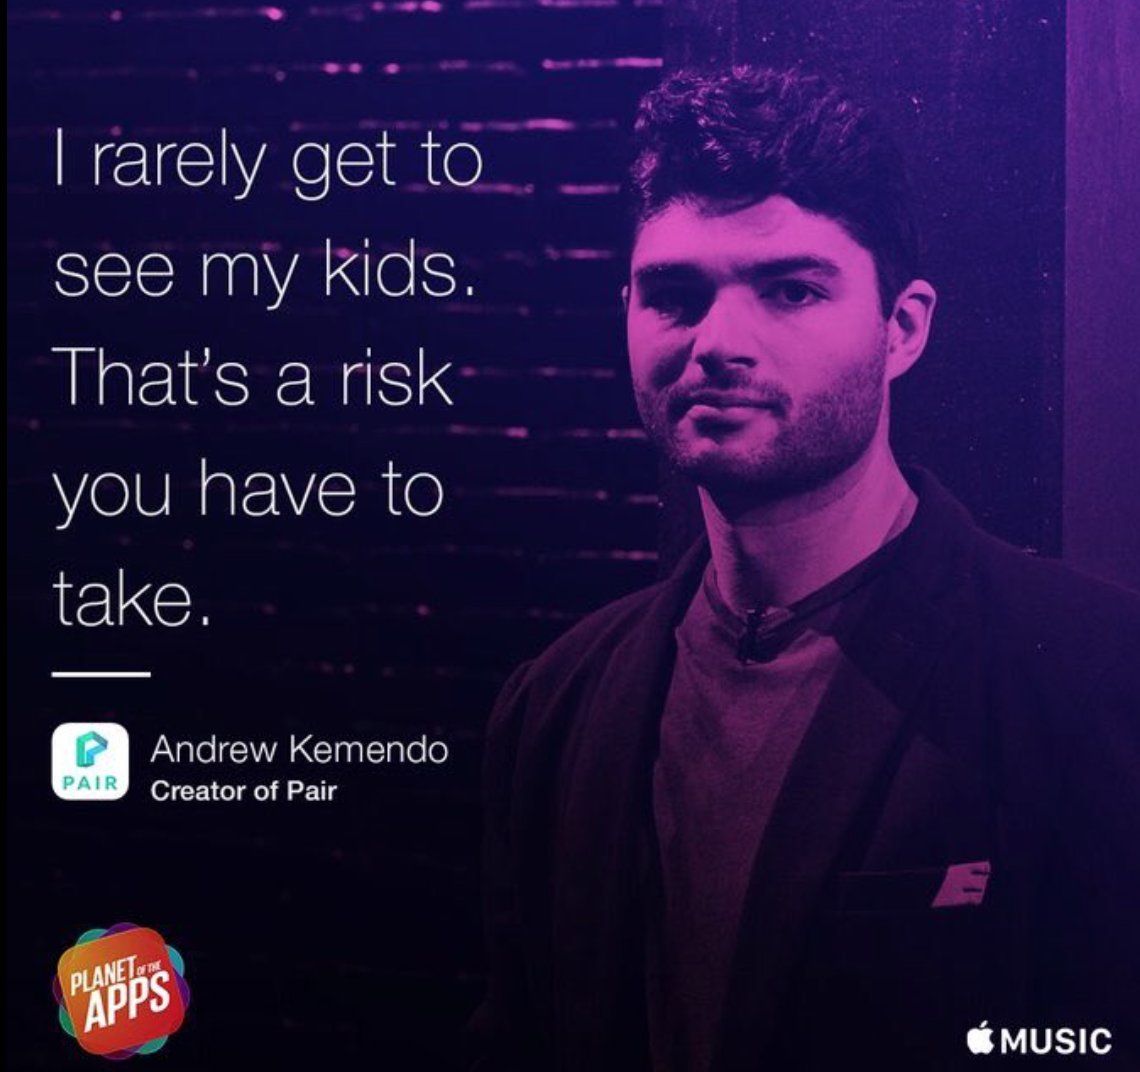 I rarely get to
see my kids.
That's a risk
you have to
take.
PAIR
Andrew Kemendo
Creator of Pair
PLANET OF THE
APPS
MUSIC